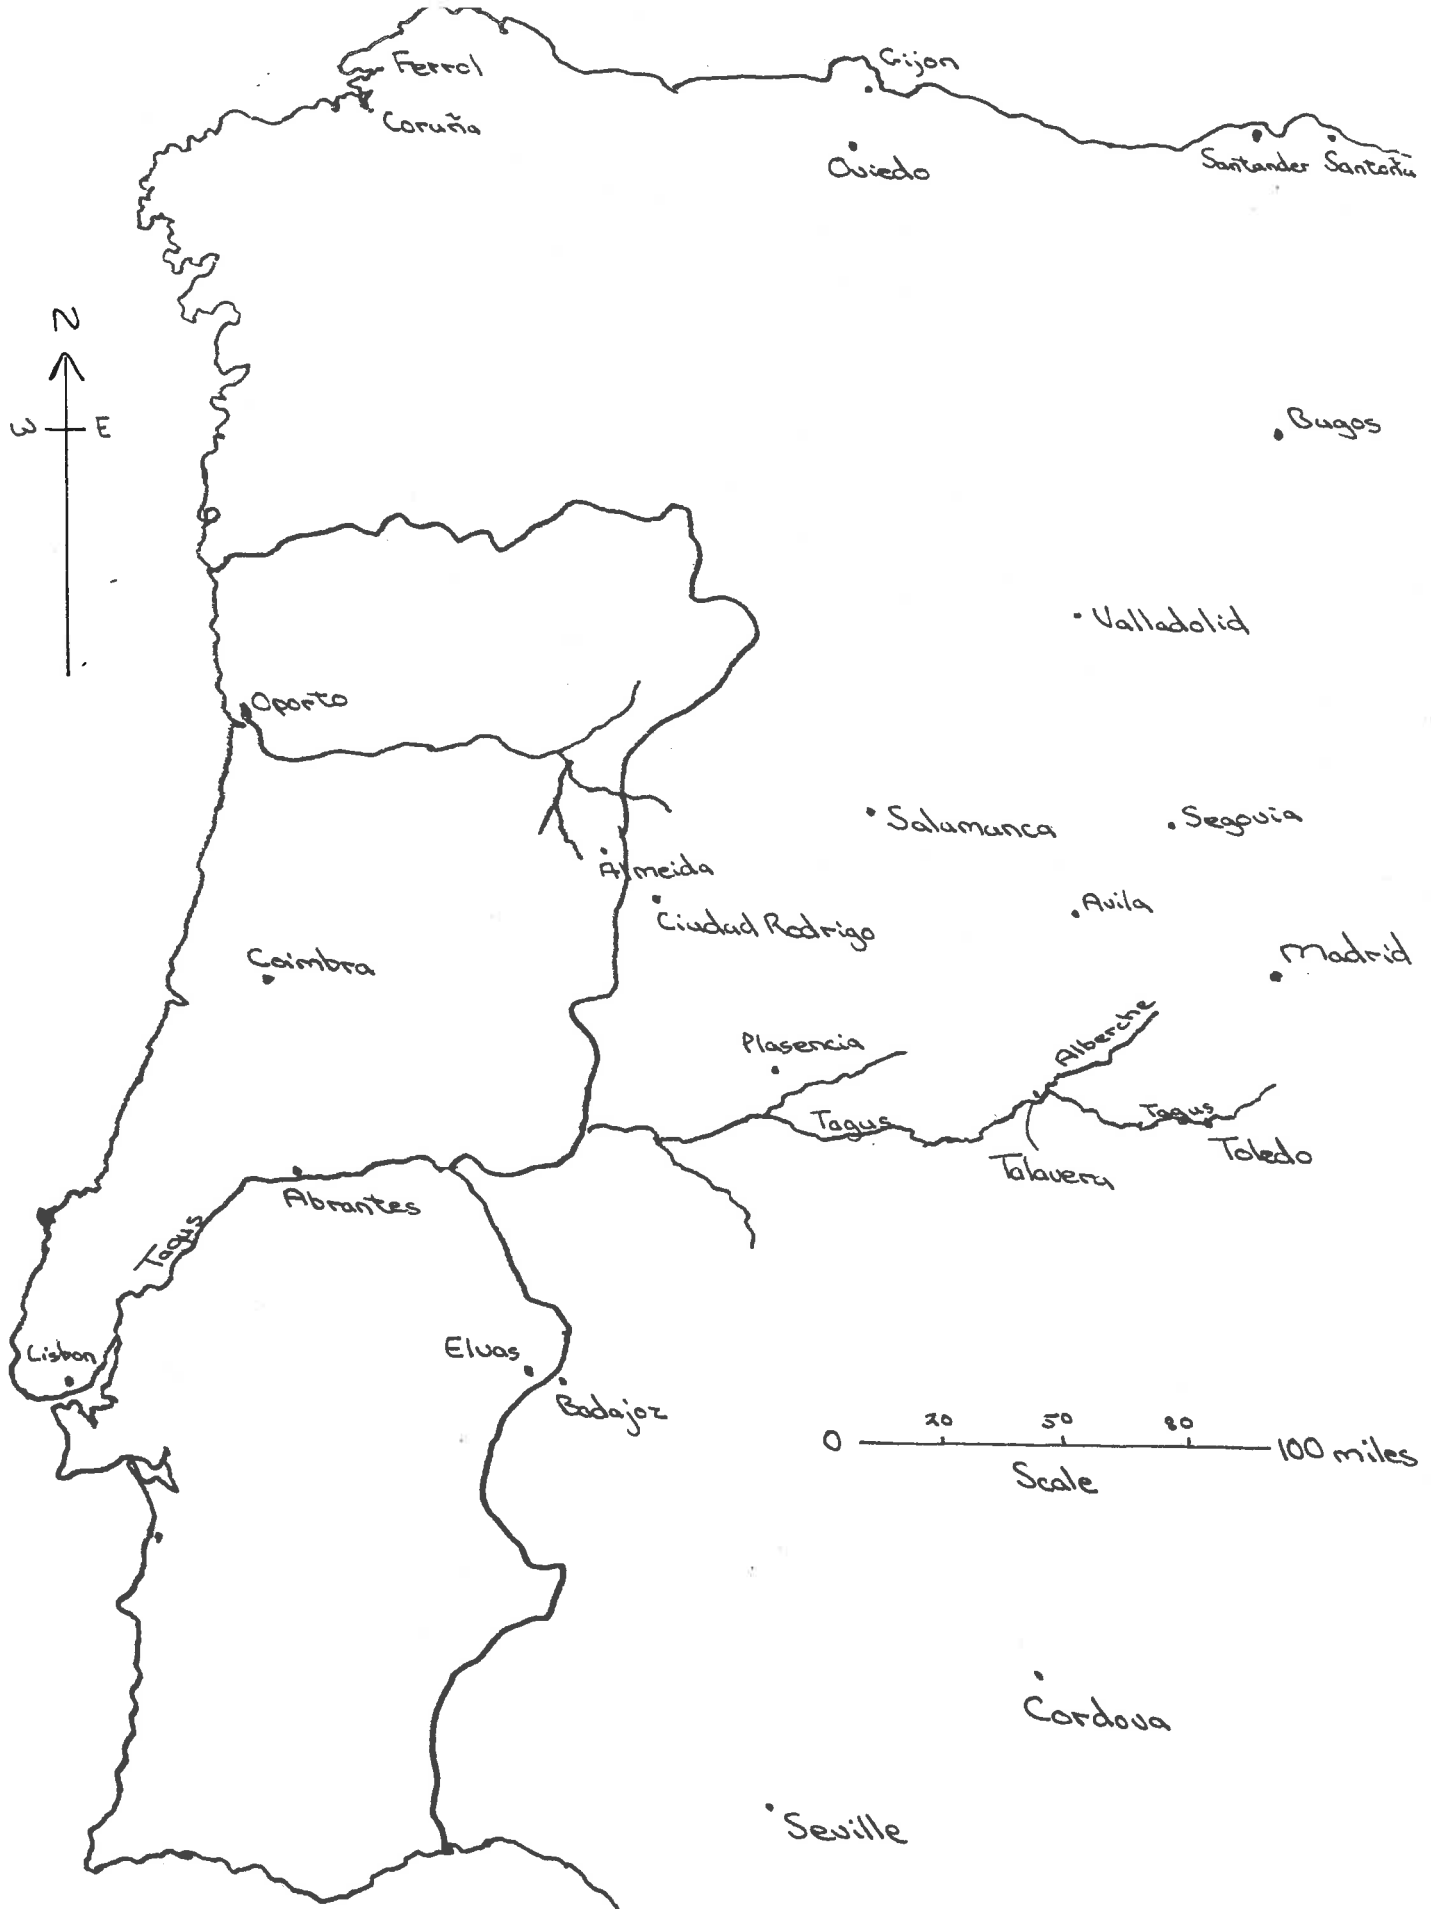 Ferrol
Gijon
Coruña
Oviedo
Santander
Santoña
N
W
E
Bugos
Valladolid
Oporto
Salamanca
Segovia
Almeida
Avila
Ciudad Rodrigo
Coimbra
Madrid
Alberche
Plasencia
Tagus
Tagus
Toledo
Talavera
Abrantes
Tagus
Elvas
Lisbon
Badajoz
0 20 50 80 100 miles
Scale
Cordova
Seville